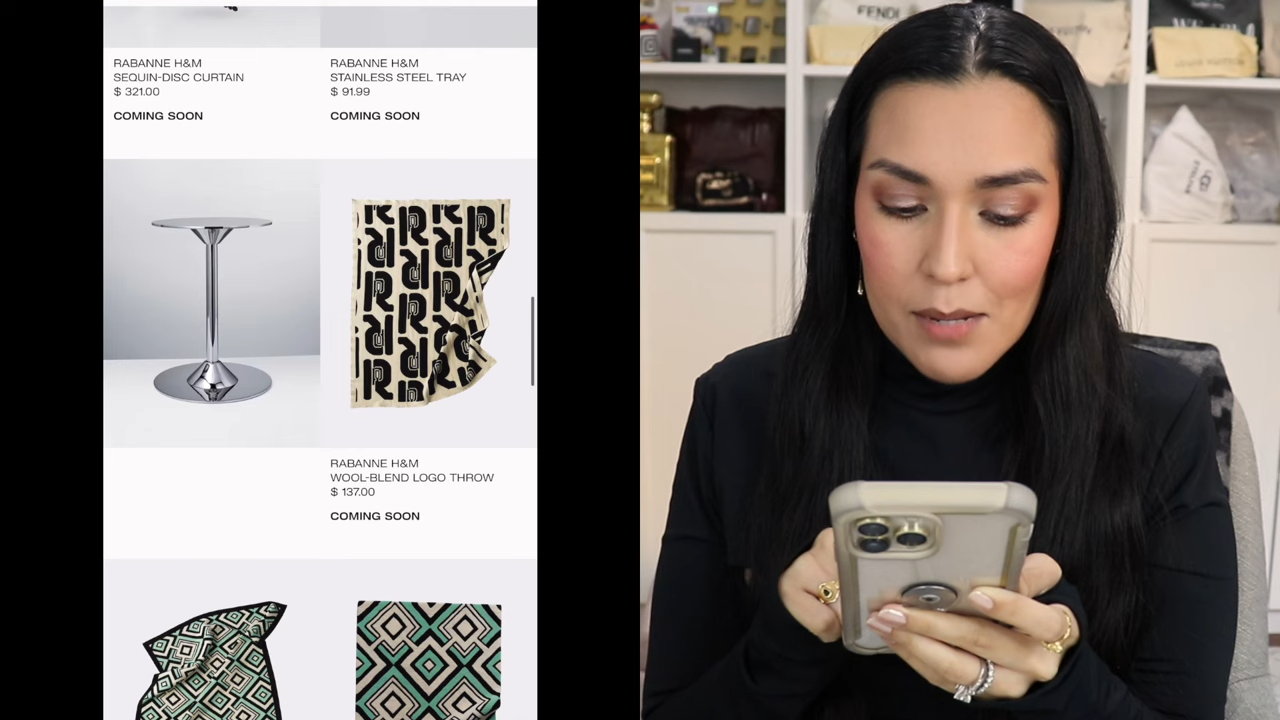 RABANNE H&M
SEQUIN-DISC CURTAIN
$ 321.00
COMING SOON
RABANNE H&M
STAINLESS STEEL TRAY
$ 91.99
COMING SOON
RABANNE H&M
WOOL-BLEND LOGO THROW
$ 137.00
COMING SOON
FENDI